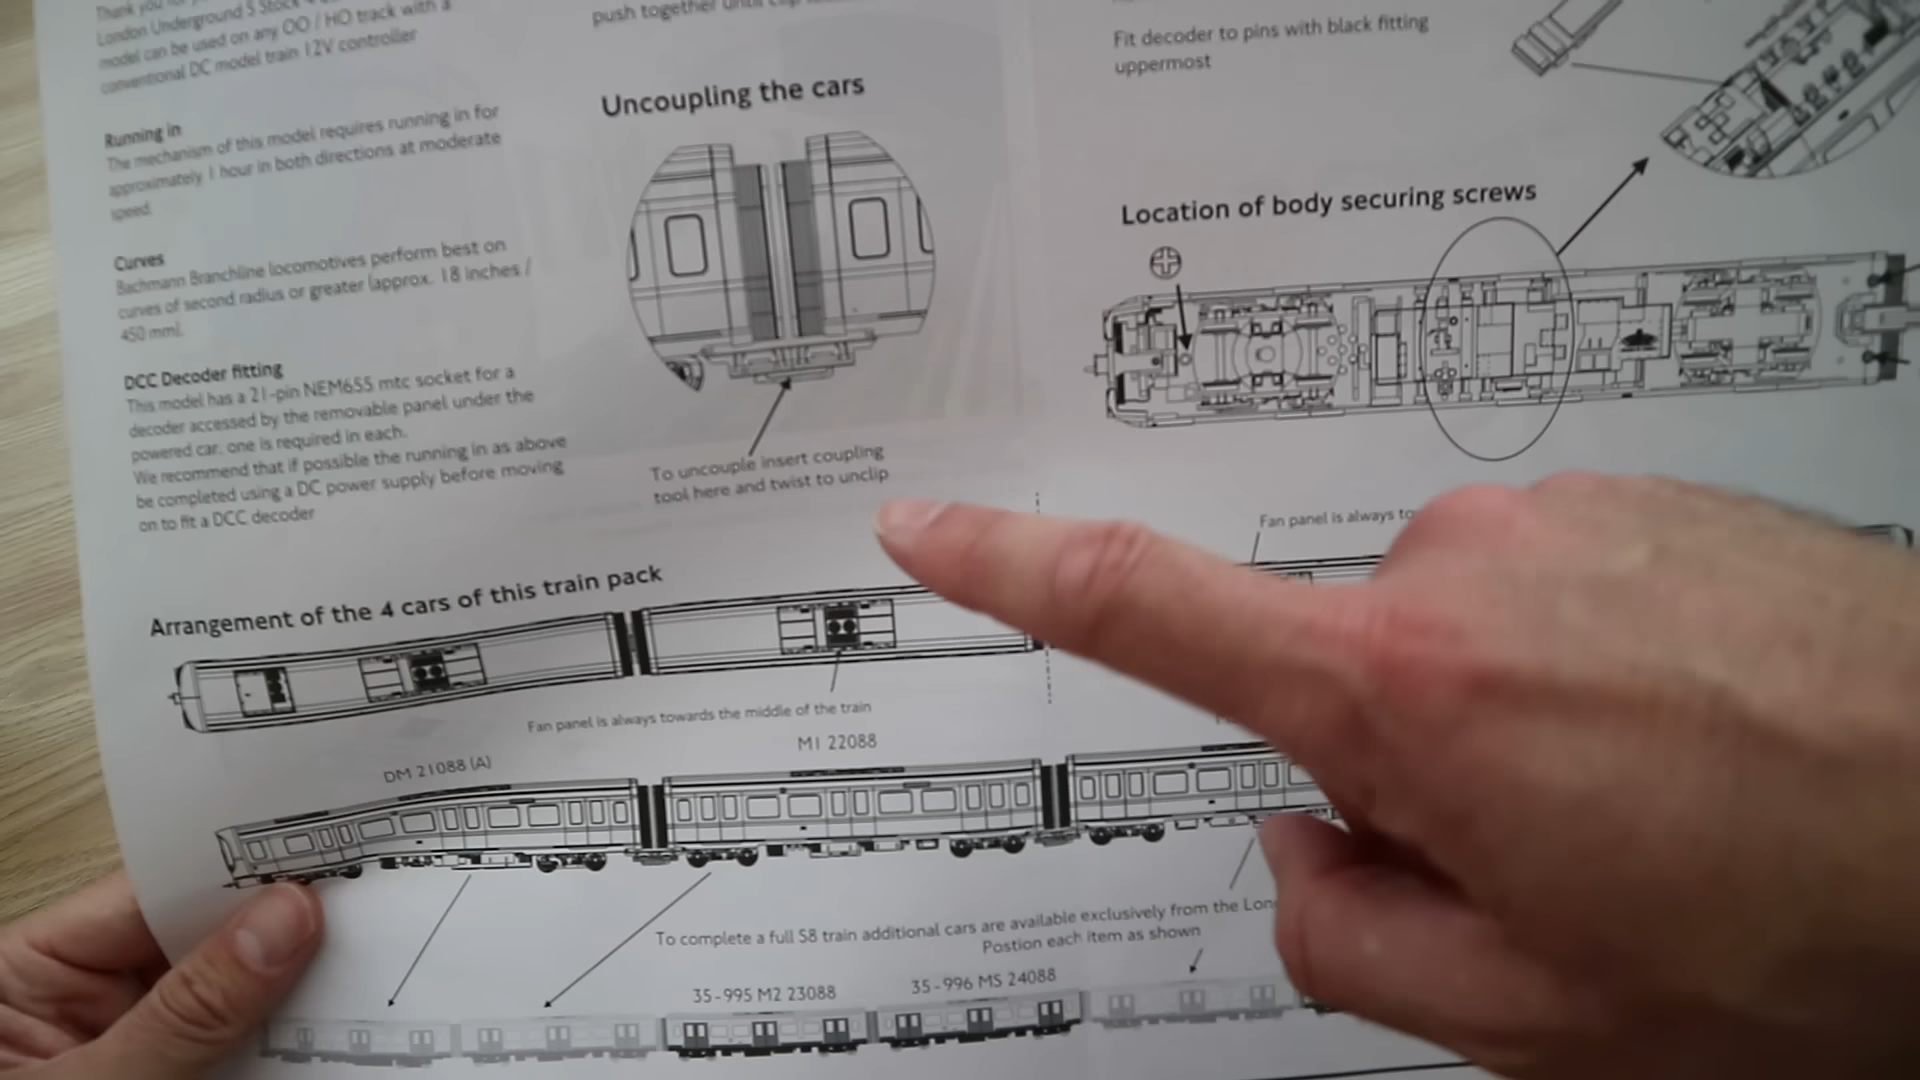 Thank you for
London Underground S Stock
model can be used on any OO / HO track with a
conventional DC model train 12V controller
Running in
The mechanism of this model requires running in for
approximately 1 hour in both directions at moderate
speed.
Curves
Bachmann Branchline locomotives perform best on
curves of second radius or greater (approx. 18 inches /
450 mm).
DCC Decoder fitting
This model has a 21-pin NEM655 mtc socket for a
decoder accessed by the removable panel under the
powered car, one is required in each.
We recommend that if possible the running in as above
be completed using a DC power supply before moving
on to fit a DCC decoder
push together until
Uncoupling the cars
To uncouple insert coupling
tool here and twist to unclip
Fit decoder to pins with black fitting
uppermost
Location of body securing screws
Arrangement of the 4 cars of this train pack
Fan panel is always to
Fan panel is always towards the middle of the train
DM 21088 (A)
M1 22088
To complete a full S8 train additional cars are available exclusively from the Lon
Postion each item as shown
35-995 M2 23088
35-996 MS 24088